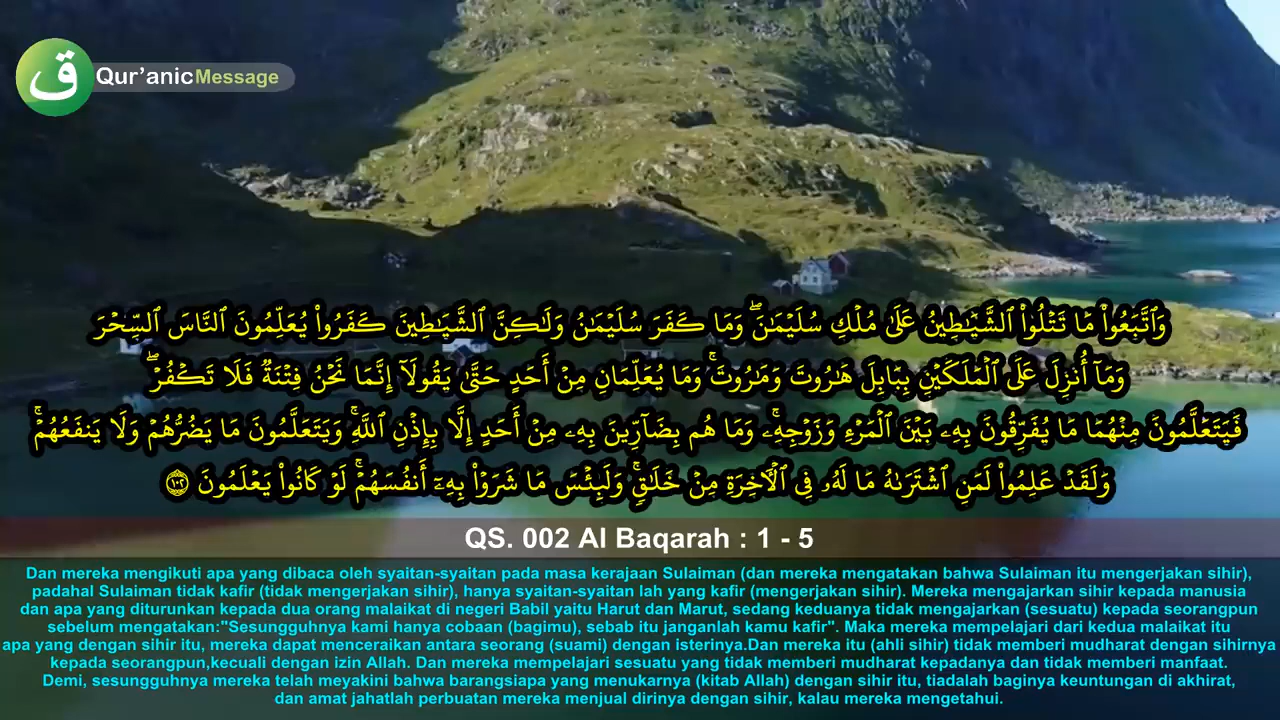 ق
Qur'anicMessage
وَٱتَّبَعُوا۟ مَا تَتْلُوا۟ ٱلشَّيَٰطِينُ عَلَىٰ مُلْكِ سُلَيْمَٰنَ ۖ وَمَا كَفَرَ سُلَيْمَٰنُ وَلَٰكِنَّ ٱلشَّيَٰطِينَ كَفَرُوا۟ يُعَلِّمُونَ ٱلنَّاسَ ٱلسِّحْرَ
وَمَآ أُنزِلَ عَلَى ٱلْمَلَكَيْنِ بِبَابِلَ هَٰرُوتَ وَمَٰرُوتَ ۚ وَمَا يُعَلِّمَانِ مِنْ أَحَدٍ حَتَّىٰ يَقُولَآ إِنَّمَا نَحْنُ فِتْنَةٌ فَلَا تَكْفُرْ ۖ
فَيَتَعَلَّمُونَ مِنْهُمَا مَا يُفَرِّقُونَ بِهِۦ بَيْنَ ٱلْمَرْءِ وَزَوْجِهِۦ ۚ وَمَا هُم بِضَآرِّينَ بِهِۦ مِنْ أَحَدٍ إِلَّا بِإِذْنِ ٱللَّهِ ۚ وَيَتَعَلَّمُونَ مَا يَضُرُّهُمْ وَلَا يَنفَعُهُمْ ۚ
وَلَقَدْ عَلِمُوا۟ لَمَنِ ٱشْتَرَىٰهُ مَا لَهُۥ فِى ٱلْءَاخِرَةِ مِنْ خَلَٰقٍ ۚ وَلَبِئْسَ مَا شَرَوْا۟ بِهِۦٓ أَنفُسَهُمْ ۚ لَوْ كَانُوا۟ يَعْلَمُونَ ١٠٢
QS. 002 Al Baqarah : 1 - 5
Dan mereka mengikuti apa yang dibaca oleh syaitan-syaitan pada masa kerajaan Sulaiman (dan mereka mengatakan bahwa Sulaiman itu mengerjakan sihir),
padahal Sulaiman tidak kafir (tidak mengerjakan sihir), hanya syaitan-syaitan lah yang kafir (mengerjakan sihir). Mereka mengajarkan sihir kepada manusia
dan apa yang diturunkan kepada dua orang malaikat di negeri Babil yaitu Harut dan Marut, sedang keduanya tidak mengajarkan (sesuatu) kepada seorangpun
sebelum mengatakan:"Sesungguhnya kami hanya cobaan (bagimu), sebab itu janganlah kamu kafir". Maka mereka mempelajari dari kedua malaikat itu
apa yang dengan sihir itu, mereka dapat menceraikan antara seorang (suami) dengan isterinya.Dan mereka itu (ahli sihir) tidak memberi mudharat dengan sihirnya
kepada seorangpun,kecuali dengan izin Allah. Dan mereka mempelajari sesuatu yang tidak memberi mudharat kepadanya dan tidak memberi manfaat.
Demi, sesungguhnya mereka telah meyakini bahwa barangsiapa yang menukarnya (kitab Allah) dengan sihir itu, tiadalah baginya keuntungan di akhirat,
dan amat jahatlah perbuatan mereka menjual dirinya dengan sihir, kalau mereka mengetahui.